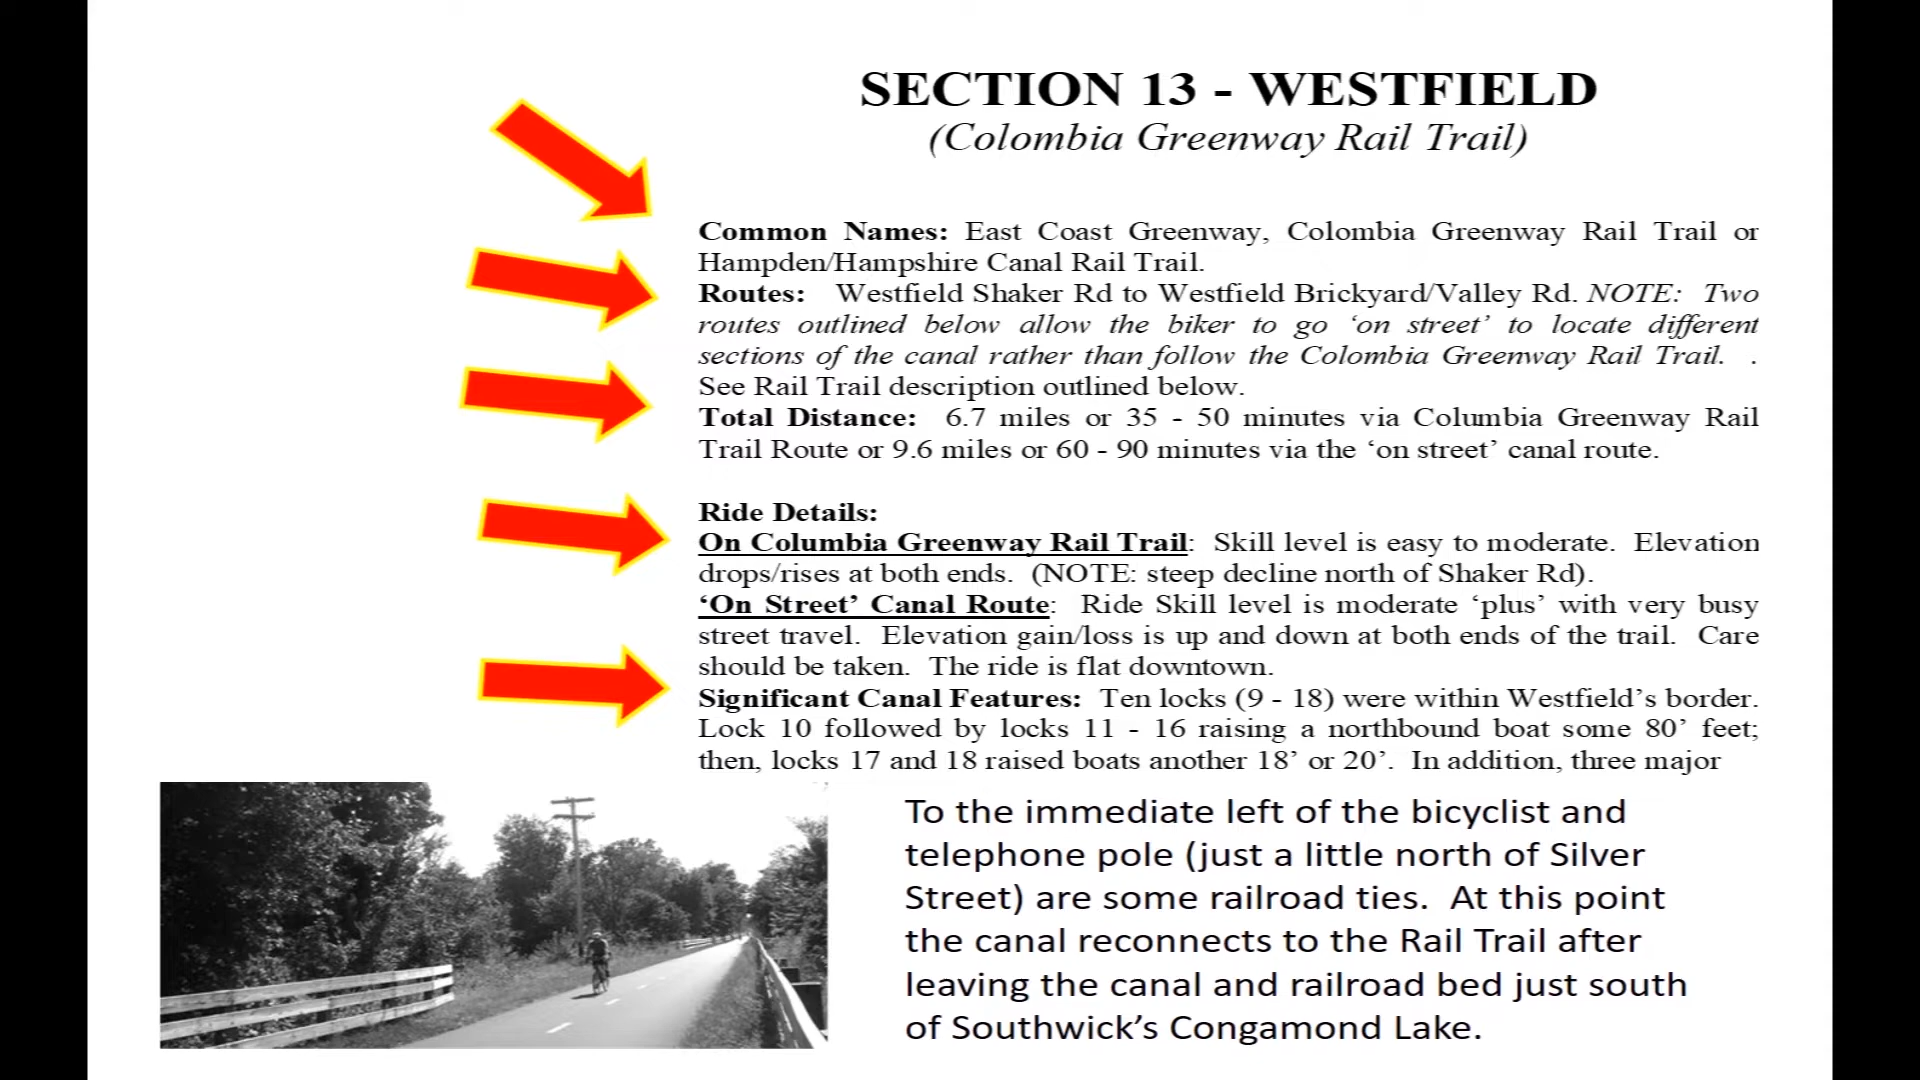 SECTION 13 - WESTFIELD
(Colombia Greenway Rail Trail)
Common Names: East Coast Greenway, Colombia Greenway Rail Trail or
Hampden/Hampshire Canal Rail Trail.
Routes: Westfield Shaker Rd to Westfield Brickyard/Valley Rd. NOTE: Two
routes outlined below allow the biker to go ‘on street’ to locate different
sections of the canal rather than follow the Colombia Greenway Rail Trail. .
See Rail Trail description outlined below.
Total Distance: 6.7 miles or 35 - 50 minutes via Columbia Greenway Rail
Trail Route or 9.6 miles or 60 - 90 minutes via the ‘on street’ canal route.
Ride Details:
On Columbia Greenway Rail Trail: Skill level is easy to moderate. Elevation
drops/rises at both ends. (NOTE: steep decline north of Shaker Rd).
‘On Street’ Canal Route: Ride Skill level is moderate ‘plus’ with very busy
street travel. Elevation gain/loss is up and down at both ends of the trail. Care
should be taken. The ride is flat downtown.
Significant Canal Features: Ten locks (9 - 18) were within Westfield’s border.
Lock 10 followed by locks 11 - 16 raising a northbound boat some 80’ feet;
then, locks 17 and 18 raised boats another 18’ or 20’. In addition, three major
To the immediate left of the bicyclist and
telephone pole (just a little north of Silver
Street) are some railroad ties. At this point
the canal reconnects to the Rail Trail after
leaving the canal and railroad bed just south
of Southwick’s Congamond Lake.